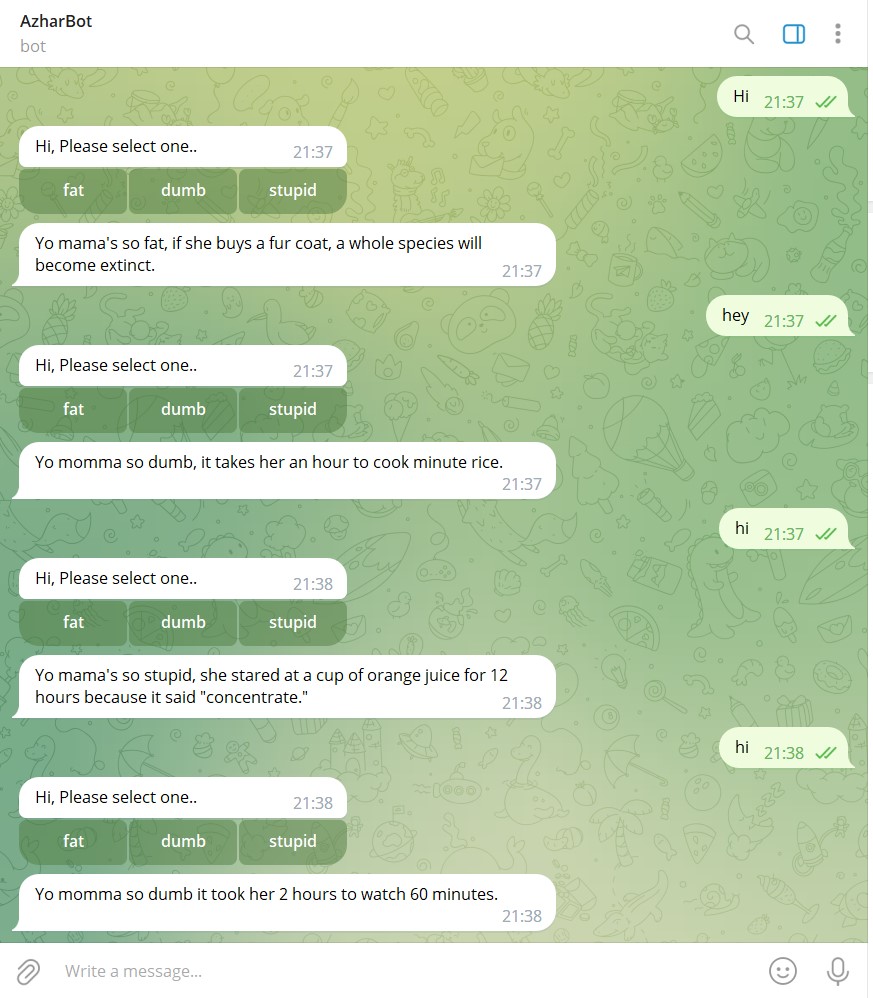 AzharBot
bot
Hi 21:37
Hi, Please select one.. 21:37
fat dumb stupid
Yo mama's so fat, if she buys a fur coat, a whole species will
become extinct. 21:37
hey 21:37
Hi, Please select one.. 21:37
fat dumb stupid
Yo momma so dumb, it takes her an hour to cook minute rice.
21:37
hi 21:37
Hi, Please select one.. 21:38
fat dumb stupid
Yo mama's so stupid, she stared at a cup of orange juice for 12
hours because it said "concentrate." 21:38
hi 21:38
Hi, Please select one.. 21:38
fat dumb stupid
Yo momma so dumb it took her 2 hours to watch 60 minutes.
21:38
Write a message...